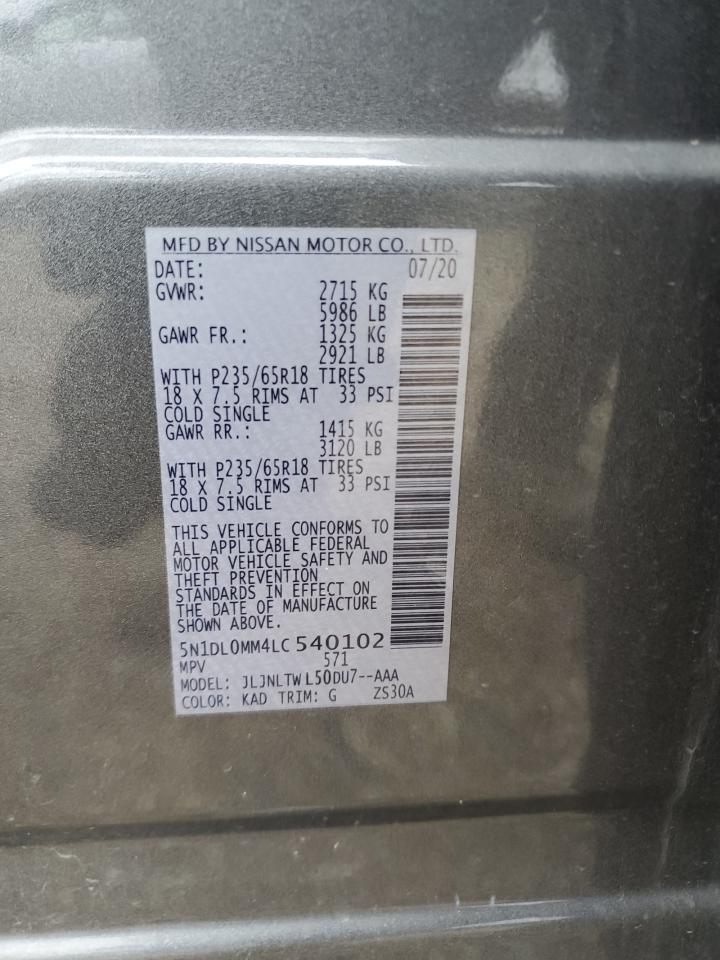 MFD BY NISSAN MOTOR CO., LTD.
DATE: 07/20
GVWR: 2715 KG
5986 LB
GAWR FR.: 1325 KG
2921 LB
WITH P235/65R18 TIRES
18 X 7.5 RIMS AT 33 PSI
COLD SINGLE
GAWR RR.: 1415 KG
3120 LB
WITH P235/65R18 TIRES
18 X 7.5 RIMS AT 33 PSI
COLD SINGLE
THIS VEHICLE CONFORMS TO
ALL APPLICABLE FEDERAL
MOTOR VEHICLE SAFETY AND
THEFT PREVENTION
STANDARDS IN EFFECT ON
THE DATE OF MANUFACTURE
SHOWN ABOVE.
5N1DL0MM4LC 540102
MPV 571
MODEL: JLJNLTWL50DU7--AAA
COLOR: KAD TRIM: G ZS30A